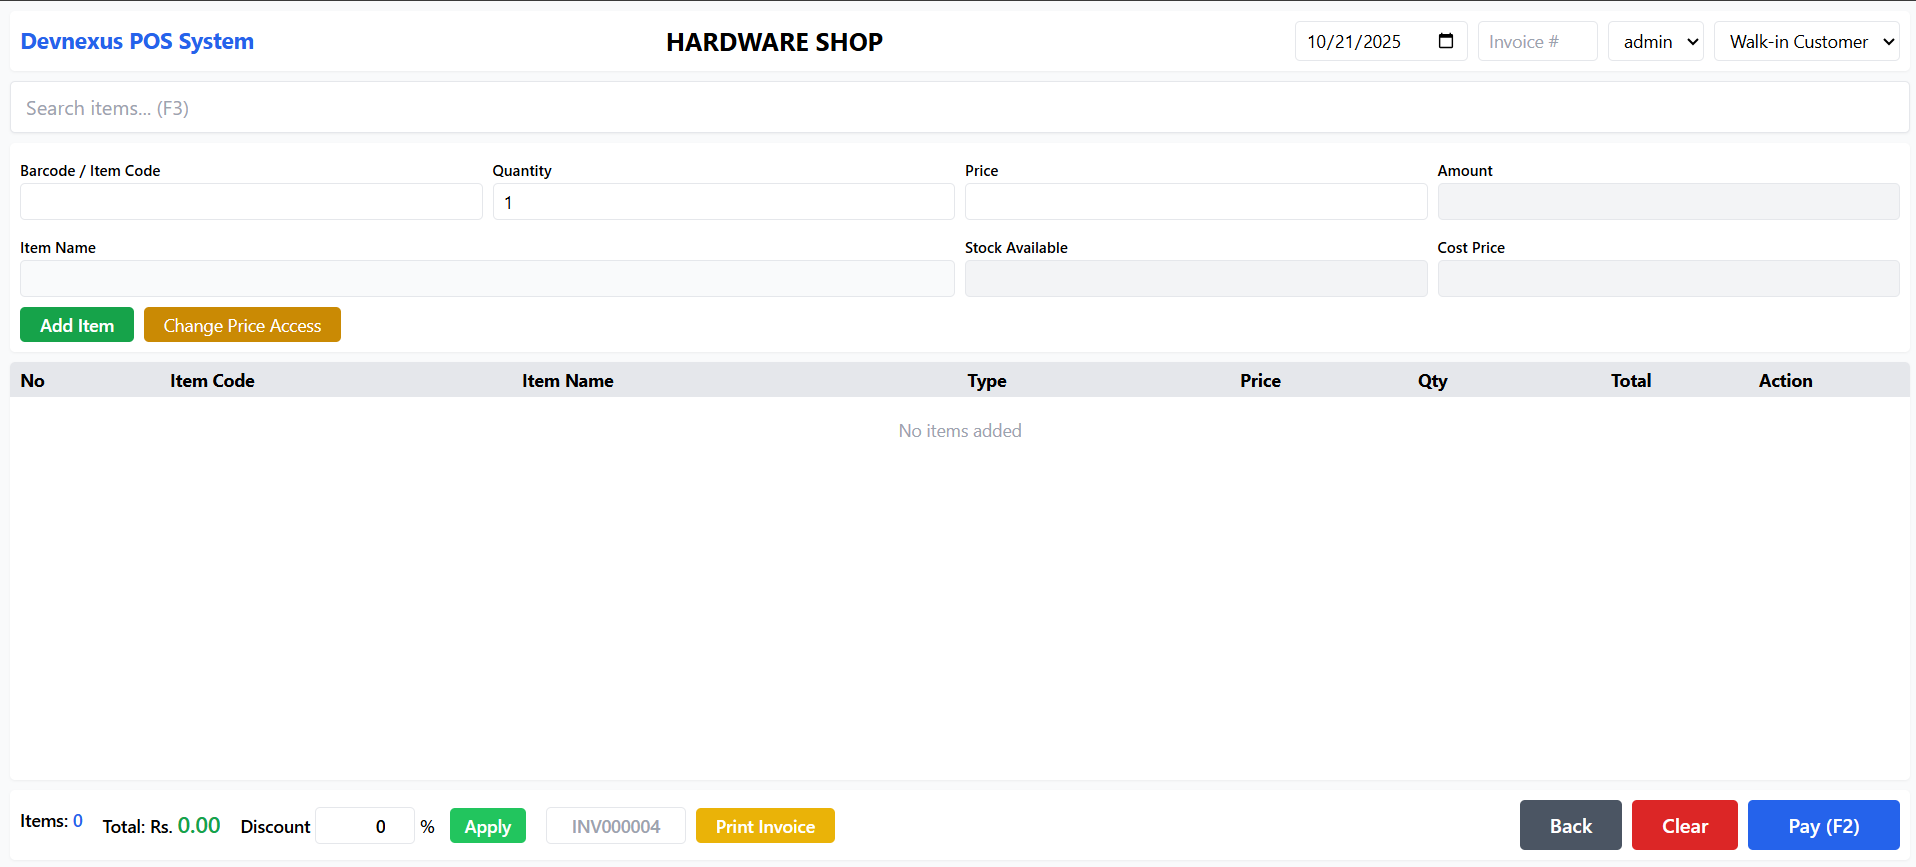 Devnexus POS System HARDWARE SHOP 10/21/2025 Invoice # admin Walk-in Customer
Search items... (F3)
Barcode / Item Code Quantity Price Amount
1
Item Name Stock Available Cost Price
Add Item Change Price Access
No Item Code Item Name Type Price Qty Total Action
No items added
Items: 0 Total: Rs. 0.00 Discount 0 % Apply INV000004 Print Invoice Back Clear Pay (F2)